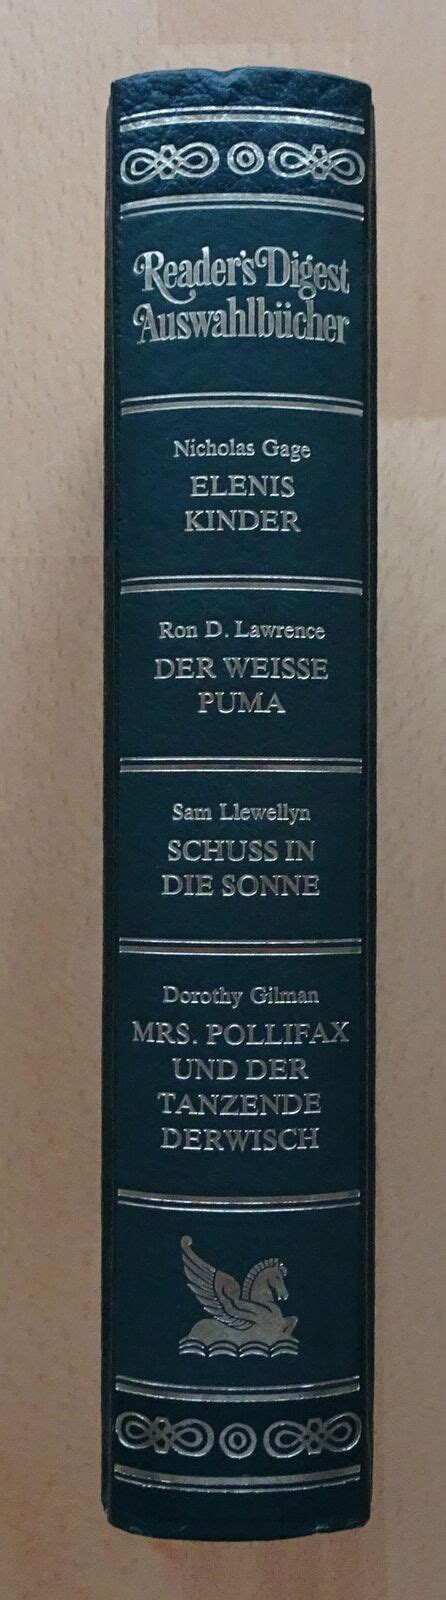 Reader's Digest
Auswahlbücher
Nicholas Gage
ELENIS
KINDER
Ron D. Lawrence
DER WEISSE
PUMA
Sam Llewellyn
SCHUSS IN
DIE SONNE
Dorothy Gilman
MRS. POLLIFAX
UND DER
TANZENDE
DERWISCH